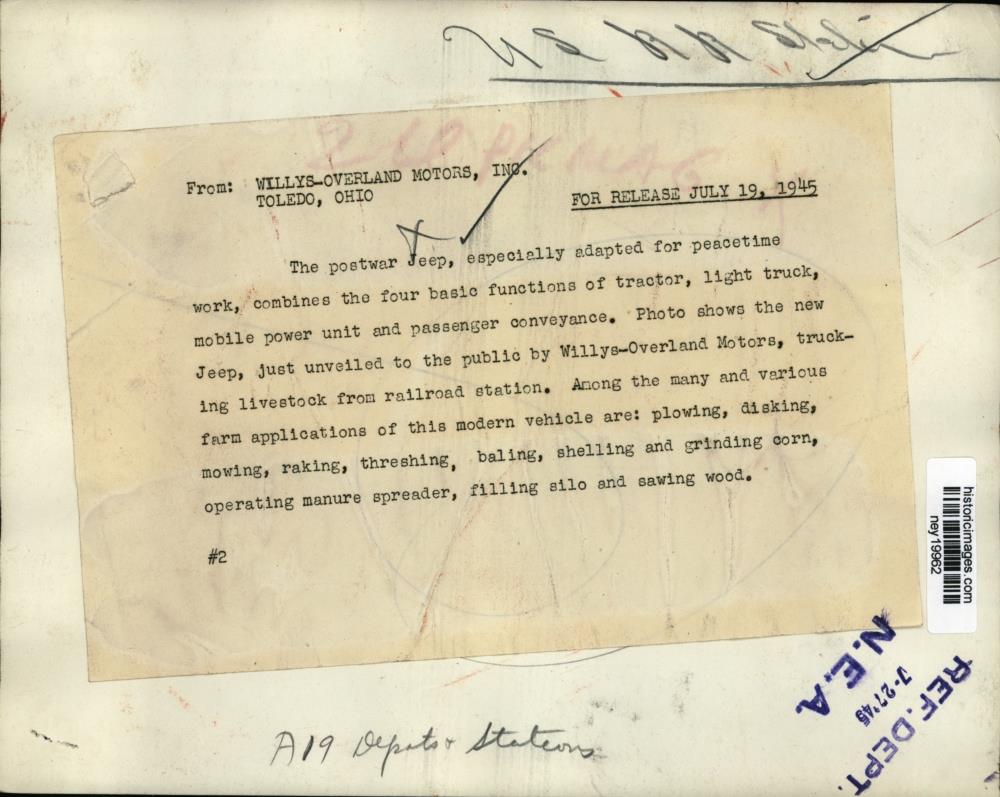 US RR Station
From: WILLYS-OVERLAND MOTORS, INC.
TOLEDO, OHIO
FOR RELEASE JULY 19, 1945
The postwar Jeep, especially adapted for peacetime
work, combines the four basic functions of tractor, light truck,
mobile power unit and passenger conveyance. Photo shows the new
Jeep, just unveiled to the public by Willys-Overland Motors, truck-
ing livestock from railroad station. Among the many and various
farm applications of this modern vehicle are: plowing, disking,
mowing, raking, threshing, baling, shelling and grinding corn,
operating manure spreader, filling silo and sawing wood.
#2
historicimages.com
ney19962
N.E.A.
7-27'45
REF. DEPT.
A19 Depots & Stations